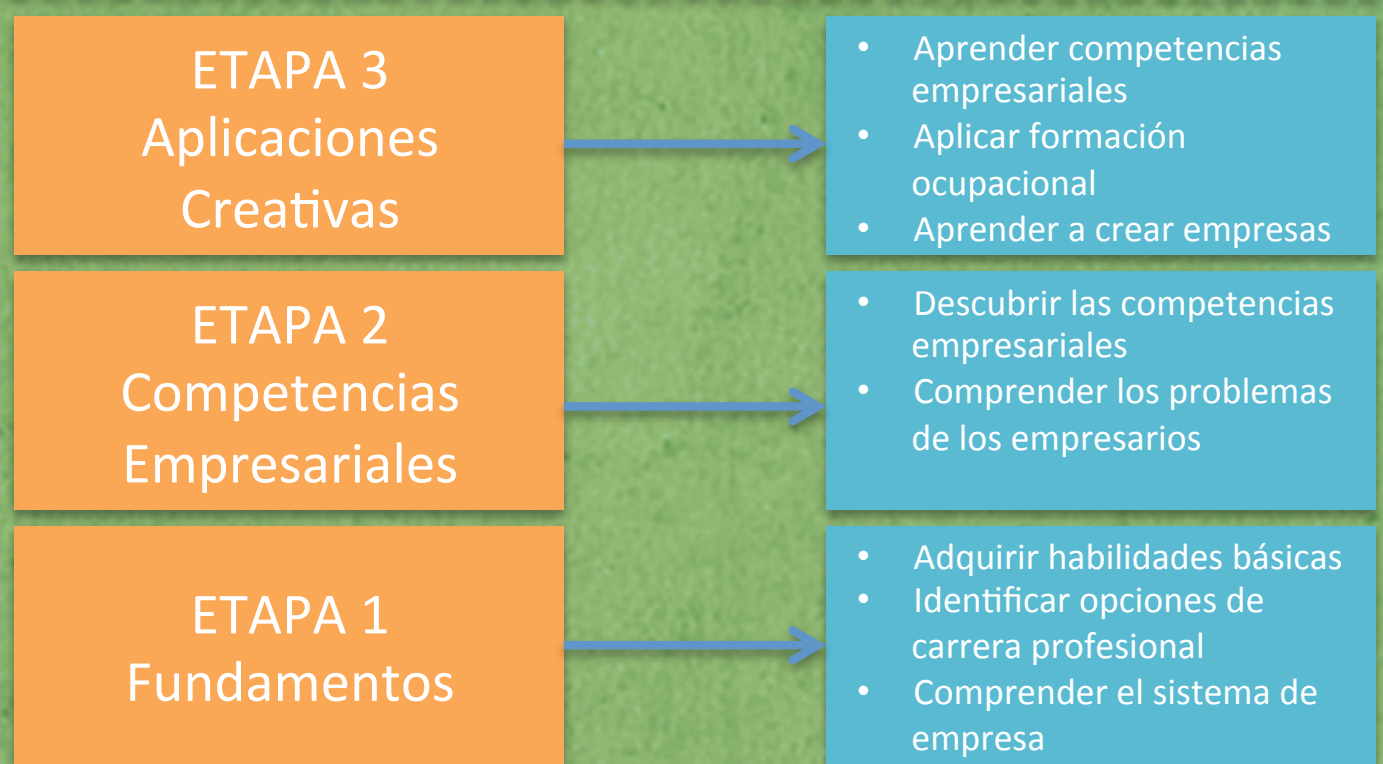 ETAPA 3
Aplicaciones
Creativas
• Aprender competencias
empresariales
• Aplicar formación
ocupacional
• Aprender a crear empresas
ETAPA 2
Competencias
Empresariales
• Descubrir las competencias
empresariales
• Comprender los problemas
de los empresarios
ETAPA 1
Fundamentos
• Adquirir habilidades básicas
• Identificar opciones de
carrera profesional
• Comprender el sistema de
empresa